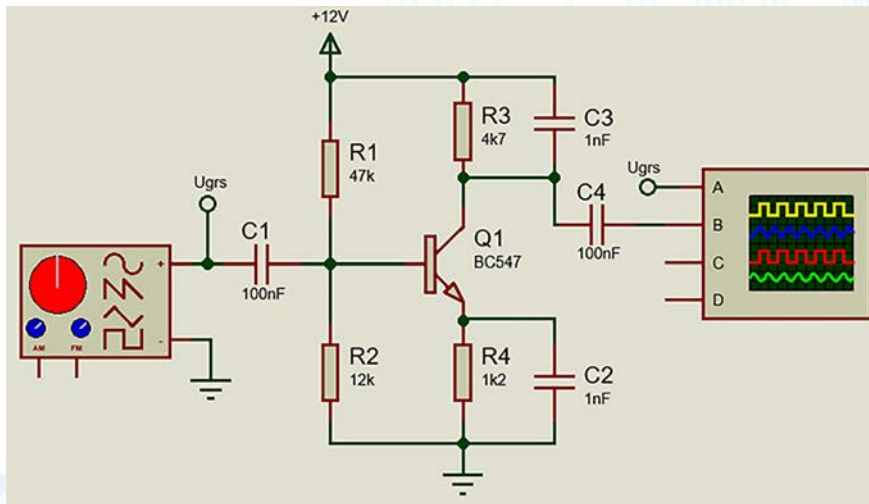 +12V
R1
47k
R3
4k7
C3
1nF
Ugrs
C1
100nF
Ugrs
C4
100nF
Q1
BC547
A
B
C
D
+
-
AM
FM
R2
12k
R4
1k2
C2
1nF